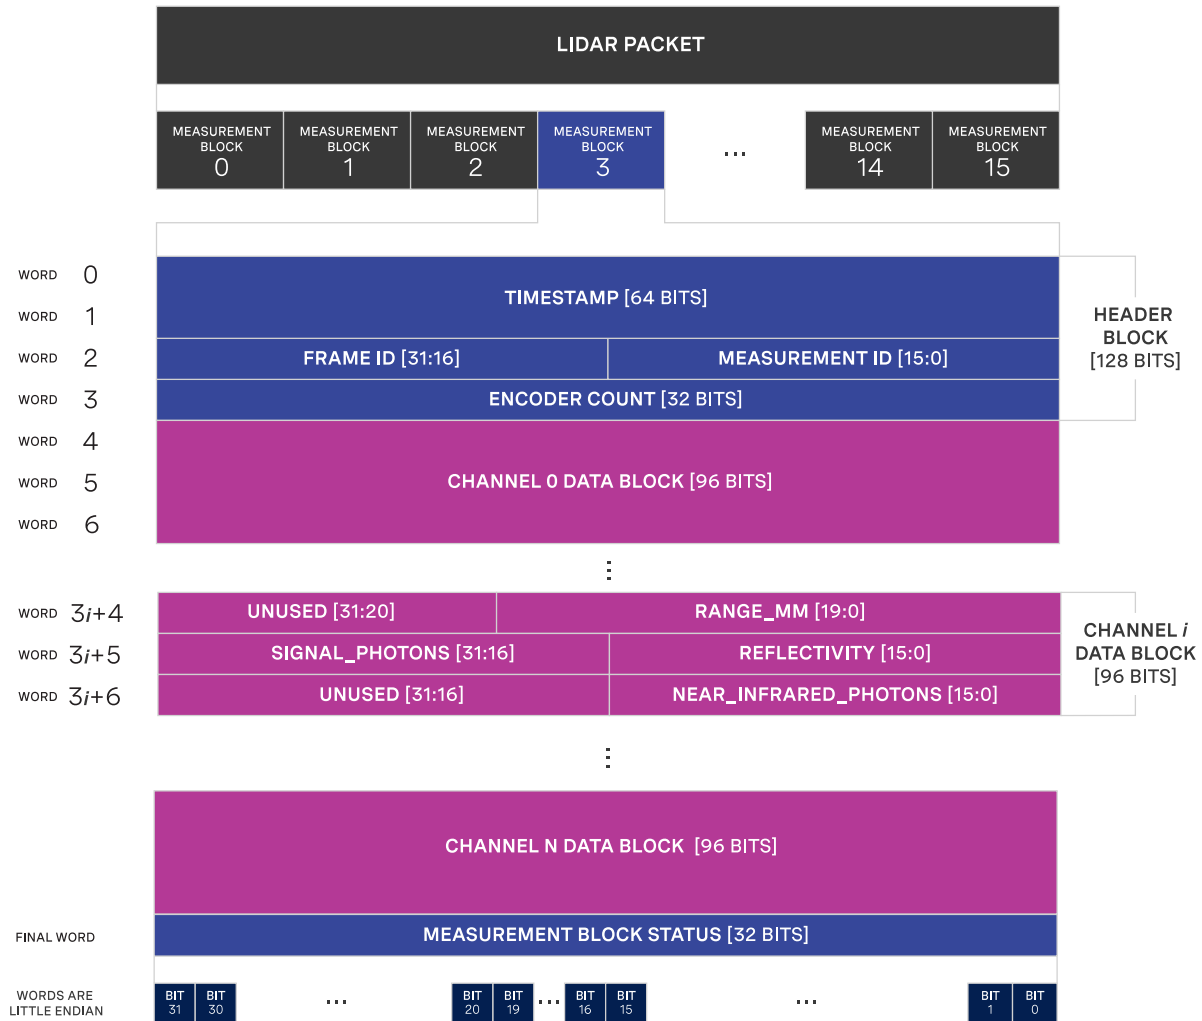 LIDAR PACKET
MEASUREMENT BLOCK 0
MEASUREMENT BLOCK 1
MEASUREMENT BLOCK 2
MEASUREMENT BLOCK 3
...
MEASUREMENT BLOCK 14
MEASUREMENT BLOCK 15
WORD 0
WORD 1
TIMESTAMP [64 BITS]
HEADER BLOCK [128 BITS]
WORD 2
FRAME ID [31:16]
MEASUREMENT ID [15:0]
WORD 3
ENCODER COUNT [32 BITS]
WORD 4
WORD 5
CHANNEL 0 DATA BLOCK [96 BITS]
WORD 6
...
WORD 3i+4
UNUSED [31:20]
RANGE_MM [19:0]
CHANNEL i DATA BLOCK [96 BITS]
WORD 3i+5
SIGNAL_PHOTONS [31:16]
REFLECTIVITY [15:0]
WORD 3i+6
UNUSED [31:16]
NEAR_INFRARED_PHOTONS [15:0]
...
CHANNEL N DATA BLOCK [96 BITS]
FINAL WORD
MEASUREMENT BLOCK STATUS [32 BITS]
WORDS ARE
LITTLE ENDIAN
BIT 31
BIT 30
...
BIT 20
BIT 19
...
BIT 16
BIT 15
...
BIT 1
BIT 0